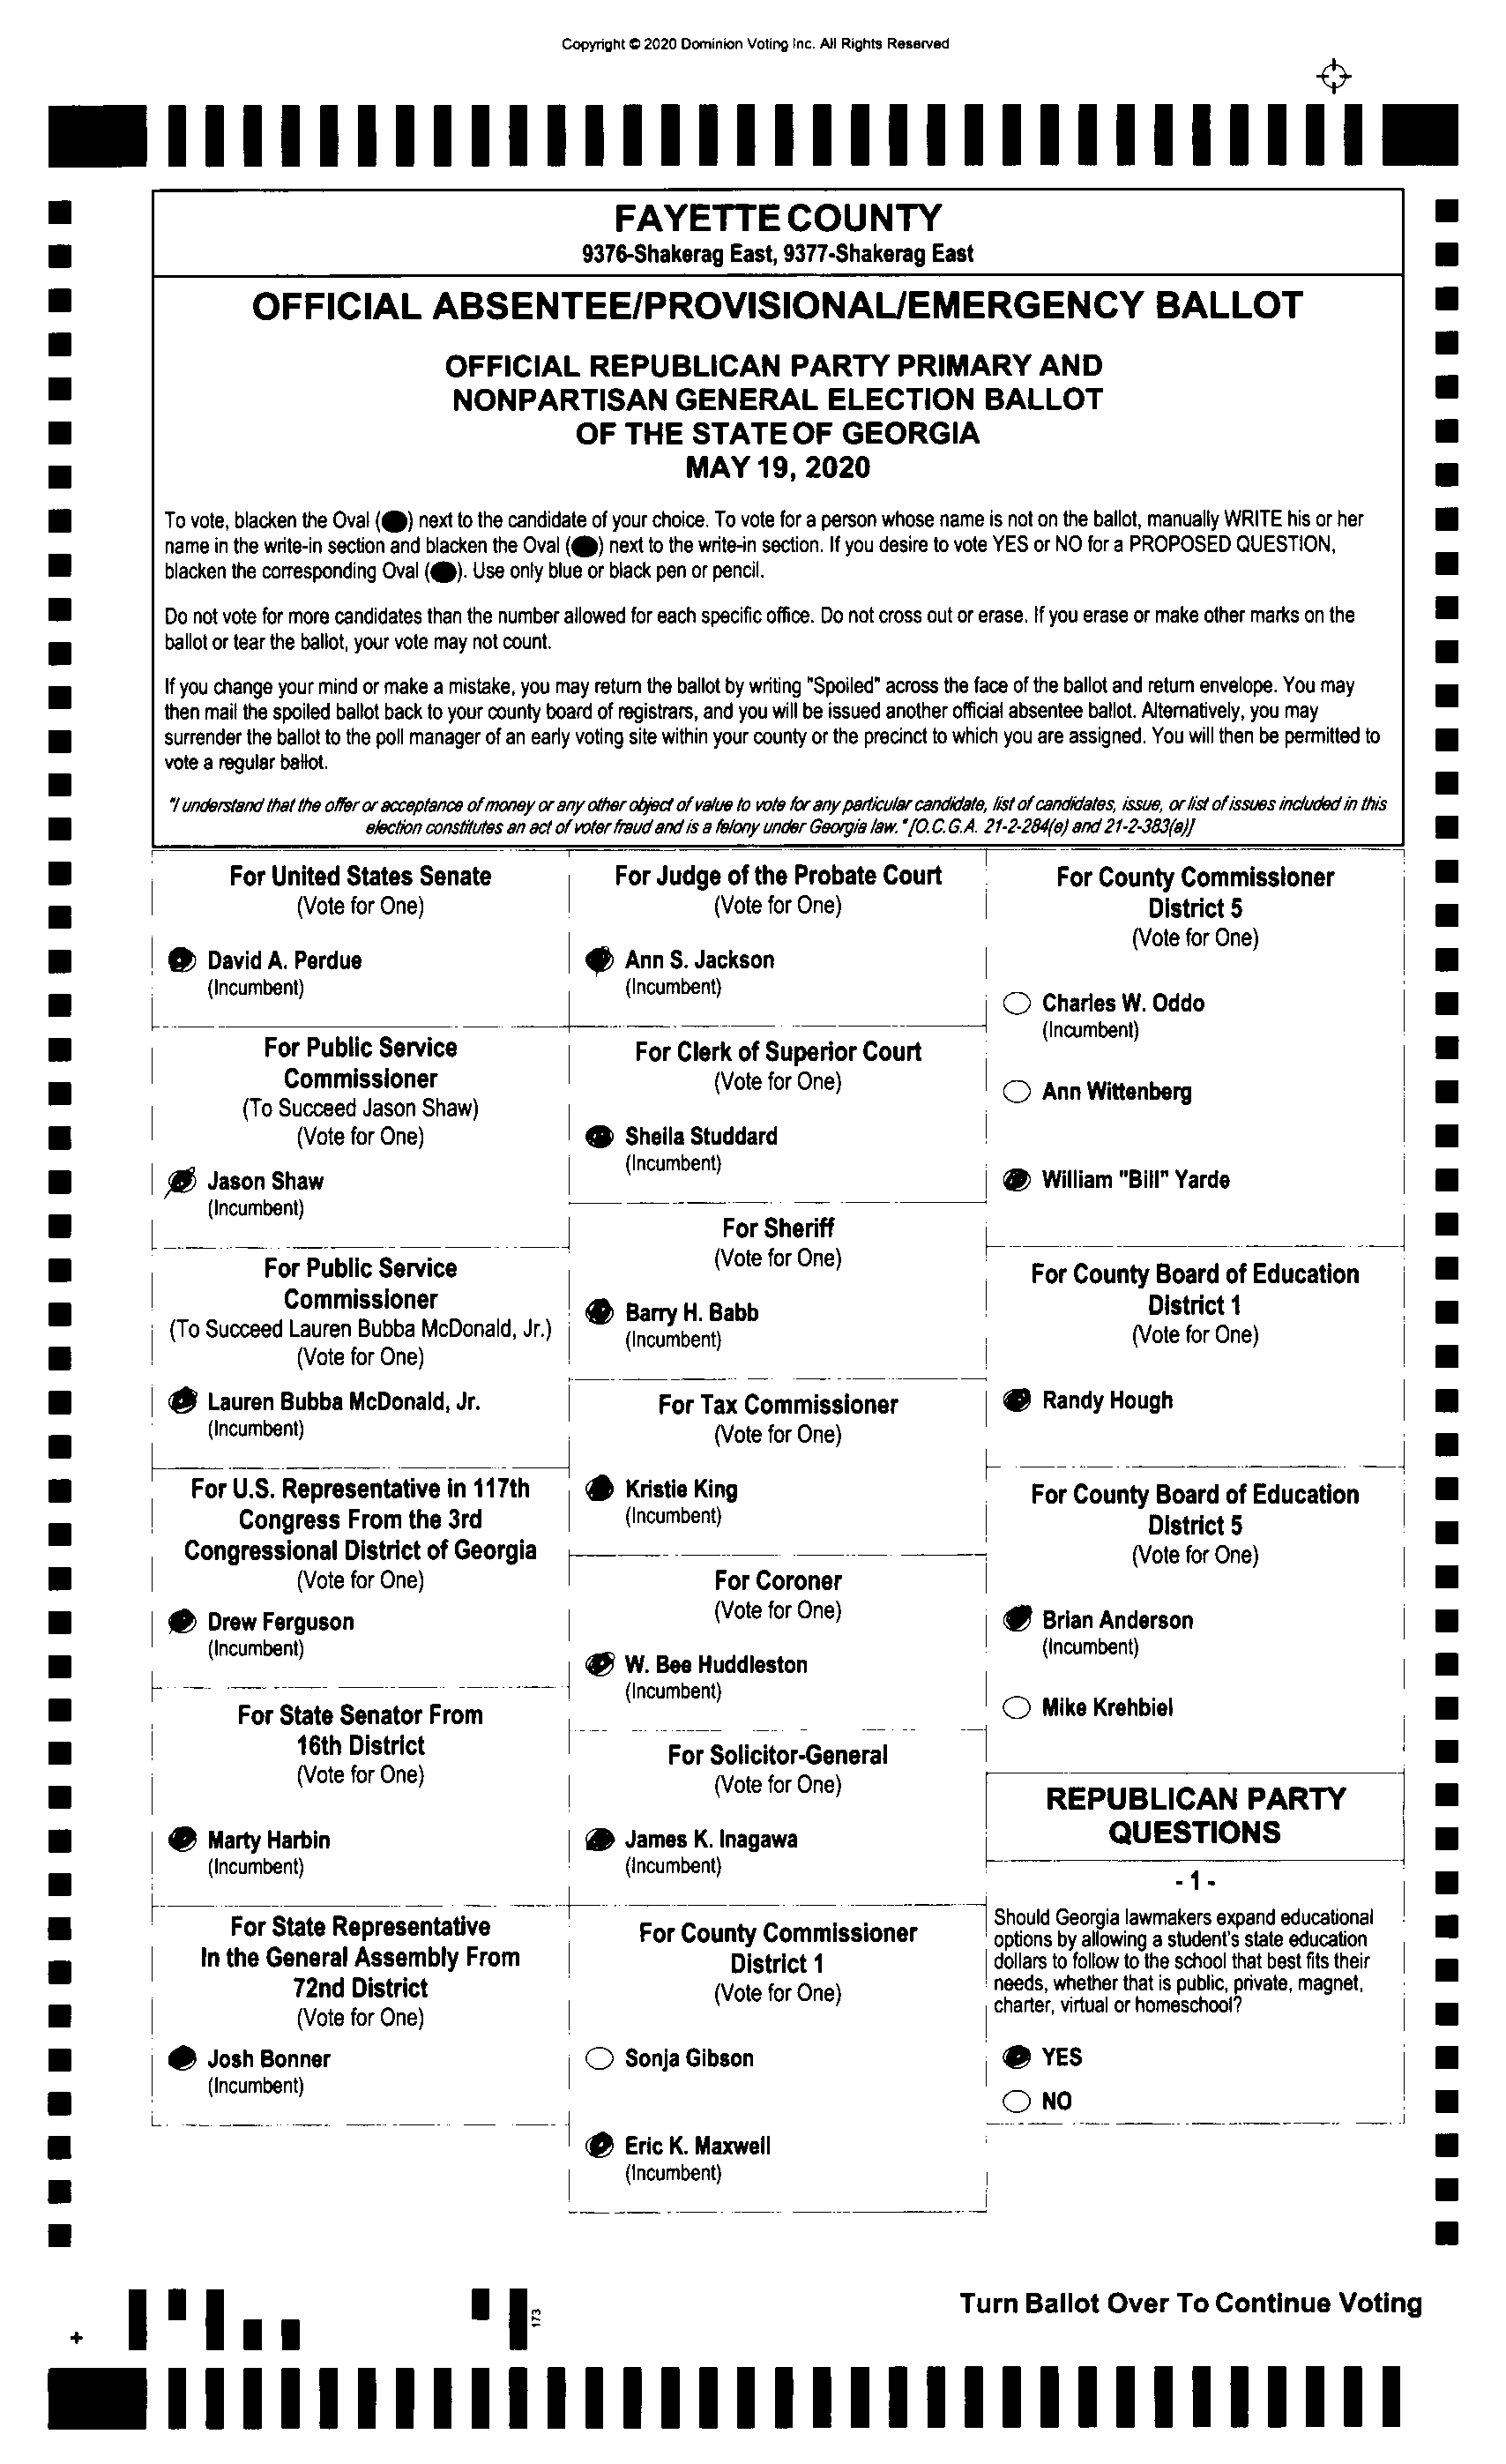 Copyright © 2020 Dominion Voting Inc. All Rights Reserved
FAYETTE COUNTY
9376-Shakerag East, 9377-Shakerag East
OFFICIAL ABSENTEE/PROVISIONAL/EMERGENCY BALLOT
OFFICIAL REPUBLICAN PARTY PRIMARY AND
NONPARTISAN GENERAL ELECTION BALLOT
OF THE STATE OF GEORGIA
MAY 19, 2020
To vote, blacken the Oval (●) next to the candidate of your choice. To vote for a person whose name is not on the ballot, manually WRITE his or her
name in the write-in section and blacken the Oval (●) next to the write-in section. If you desire to vote YES or NO for a PROPOSED QUESTION,
blacken the corresponding Oval (●). Use only blue or black pen or pencil.
Do not vote for more candidates than the number allowed for each specific office. Do not cross out or erase. If you erase or make other marks on the
ballot or tear the ballot, your vote may not count.
If you change your mind or make a mistake, you may return the ballot by writing "Spoiled" across the face of the ballot and return envelope. You may
then mail the spoiled ballot back to your county board of registrars, and you will be issued another official absentee ballot. Alternatively, you may
surrender the ballot to the poll manager of an early voting site within your county or the precinct to which you are assigned. You will then be permitted to
vote a regular ballot.
"I understand that the offer or acceptance of money or any other object of value to vote for any particular candidate, list of candidates, issue, or list of issues included in this
election constitutes an act of voter fraud and is a felony under Georgia law." [O.C.G.A. 21-2-284(e) and 21-2-383(a)]
For United States Senate
(Vote for One)
David A. Perdue
(Incumbent)
For Public Service
Commissioner
(To Succeed Jason Shaw)
(Vote for One)
Jason Shaw
(Incumbent)
For Public Service
Commissioner
(To Succeed Lauren Bubba McDonald, Jr.)
(Vote for One)
Lauren Bubba McDonald, Jr.
(Incumbent)
For U.S. Representative in 117th
Congress From the 3rd
Congressional District of Georgia
(Vote for One)
Drew Ferguson
(Incumbent)
For State Senator From
16th District
(Vote for One)
Marty Harbin
(Incumbent)
For State Representative
In the General Assembly From
72nd District
(Vote for One)
Josh Bonner
(Incumbent)
For Judge of the Probate Court
(Vote for One)
Ann S. Jackson
(Incumbent)
For Clerk of Superior Court
(Vote for One)
Sheila Studdard
(Incumbent)
For Sheriff
(Vote for One)
Barry H. Babb
(Incumbent)
For Tax Commissioner
(Vote for One)
Kristie King
(Incumbent)
For Coroner
(Vote for One)
W. Bee Huddleston
(Incumbent)
For Solicitor-General
(Vote for One)
James K. Inagawa
(Incumbent)
For County Commissioner
District 1
(Vote for One)
Sonja Gibson
Eric K. Maxwell
(Incumbent)
For County Commissioner
District 5
(Vote for One)
Charles W. Oddo
(Incumbent)
Ann Wittenberg
William "Bill" Yarde
For County Board of Education
District 1
(Vote for One)
Randy Hough
For County Board of Education
District 5
(Vote for One)
Brian Anderson
(Incumbent)
Mike Krehbiel
REPUBLICAN PARTY
QUESTIONS
- 1 -
Should Georgia lawmakers expand educational
options by allowing a student's state education
dollars to follow to the school that best fits their
needs, whether that is public, private, magnet,
charter, virtual or homeschool?
YES
NO
173
Turn Ballot Over To Continue Voting